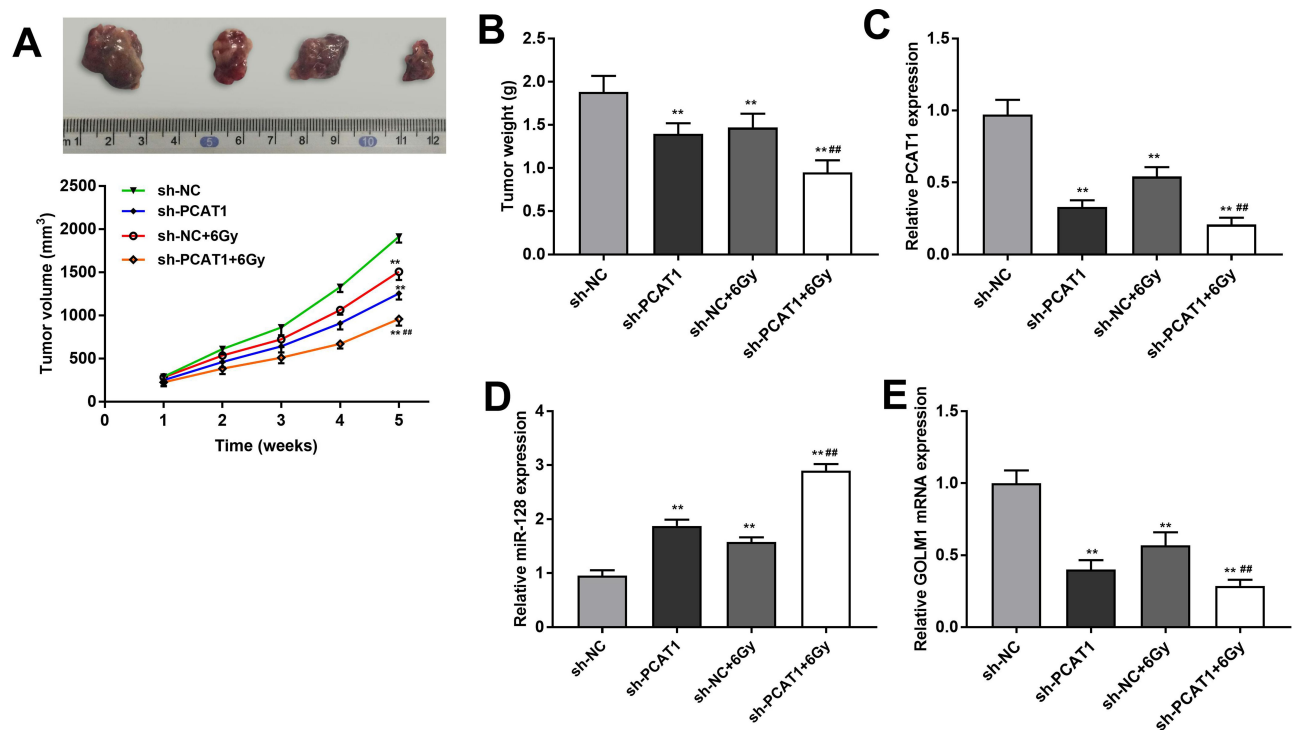 A
m 1 2 3 4 5 6 7 8 9 10 11 12
Tumor volume (mm³)
2500
2000
1500
1000
500
0
sh-NC
sh-PCAT1
sh-NC+6Gy
sh-PCAT1+6Gy
**
**
** ##
0 1 2 3 4 5
Time (weeks)
B
Tumor weight (g)
2.5
2.0
1.5
1.0
0.5
0.0
**
**
** ##
sh-NC
sh-PCAT1
sh-NC+6Gy
sh-PCAT1+6Gy
C
Relative PCAT1 expression
1.5
1.0
0.5
0.0
**
**
** ##
sh-NC
sh-PCAT1
sh-NC+6Gy
sh-PCAT1+6Gy
D
Relative miR-128 expression
4
3
2
1
0
**
**
** ##
sh-NC
sh-PCAT1
sh-NC+6Gy
sh-PCAT1+6Gy
E
Relative GOLM1 mRNA expression
1.5
1.0
0.5
0.0
**
**
** ##
sh-NC
sh-PCAT1
sh-NC+6Gy
sh-PCAT1+6Gy